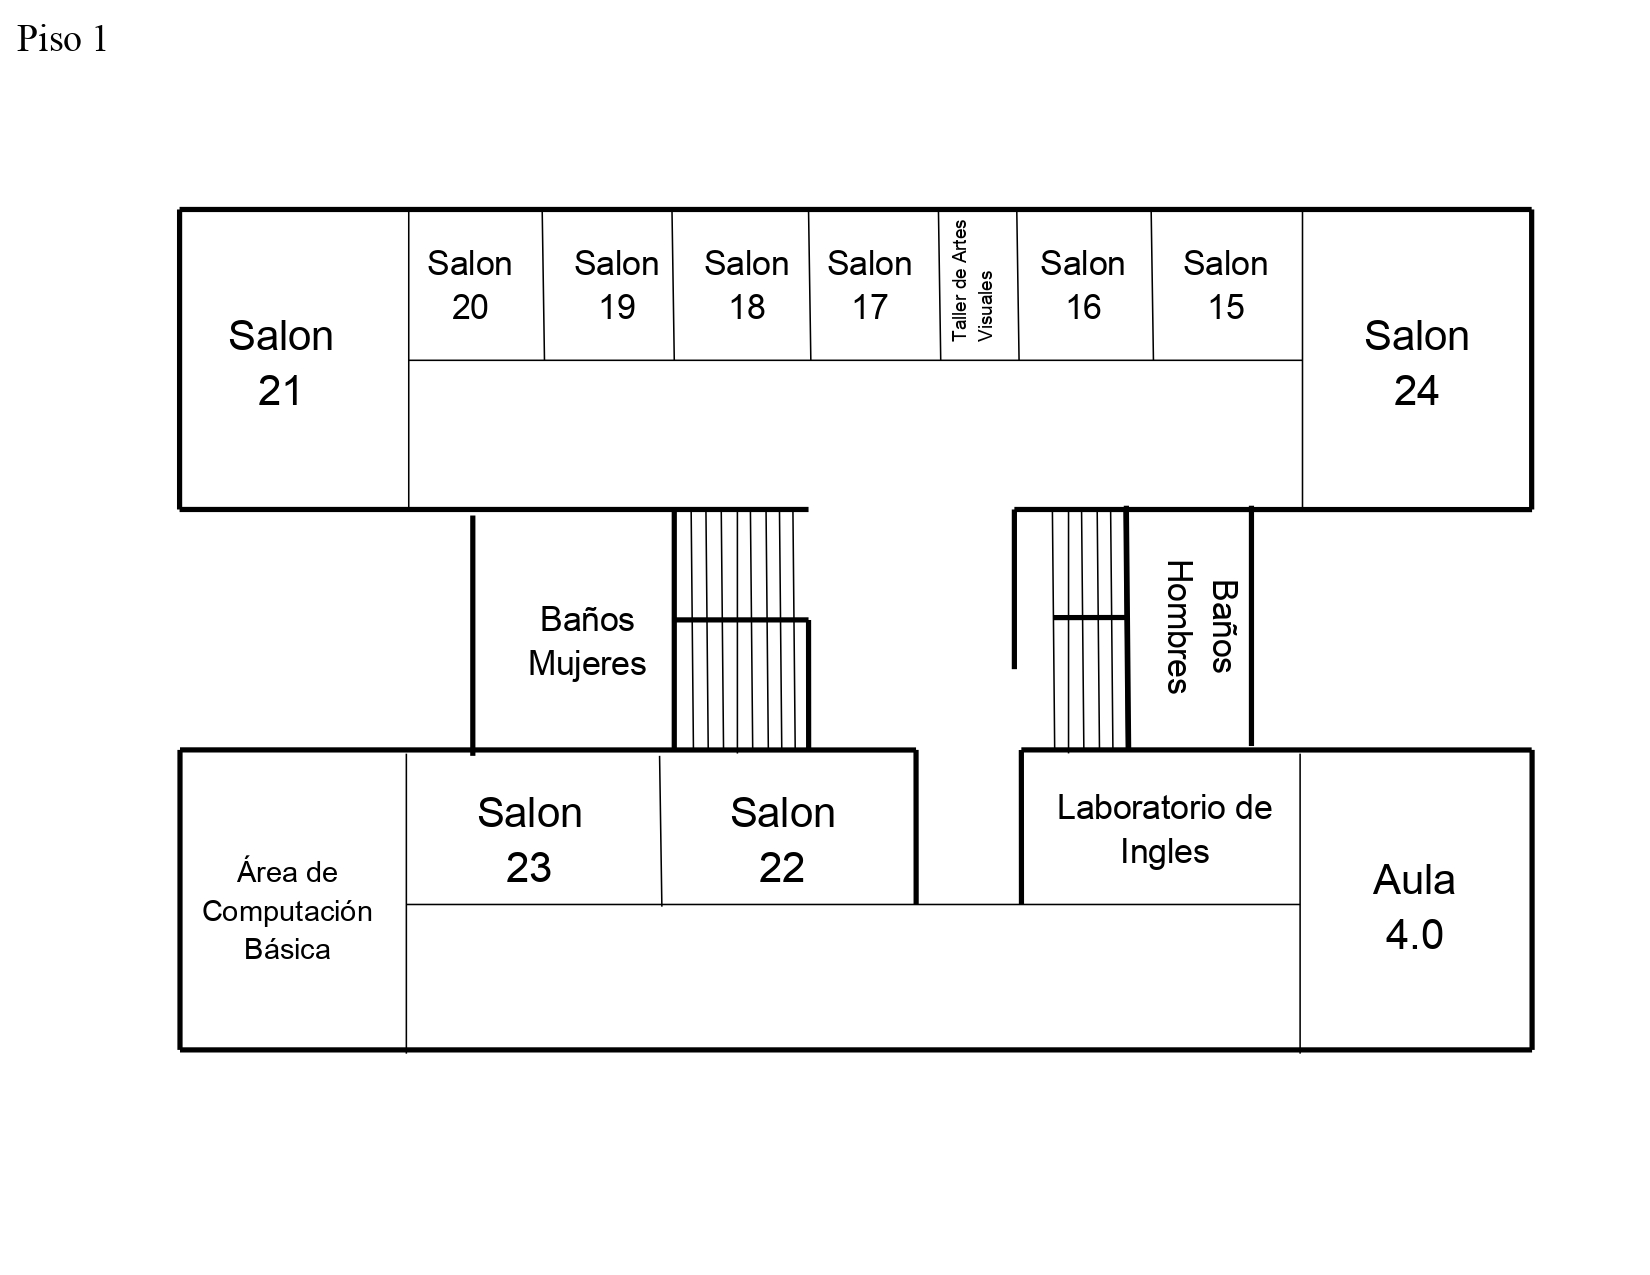 Piso 1
Salon
21
Salon
20
Salon
19
Salon
18
Salon
17
Taller de Artes
Visuales
Salon
16
Salon
15
Salon
24
Baños
Mujeres
Baños
Hombres
Área de
Computación
Básica
Salon
23
Salon
22
Laboratorio de
Ingles
Aula
4.0